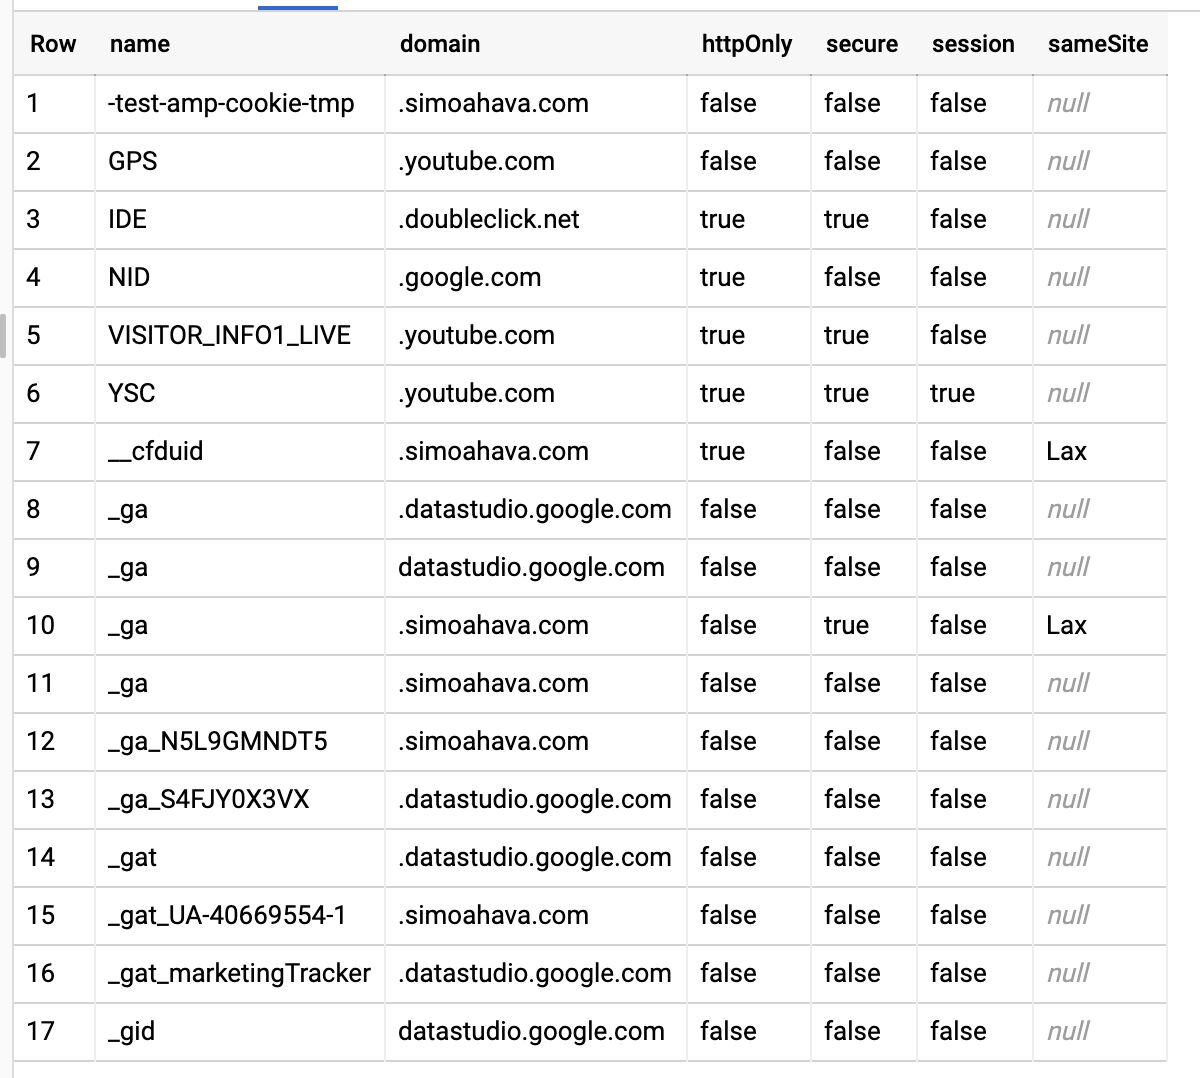 Row name domain httpOnly secure session sameSite
1 -test-amp-cookie-tmp .simoahava.com false false false null
2 GPS .youtube.com false false false null
3 IDE .doubleclick.net true true false null
4 NID .google.com true false false null
5 VISITOR_INFO1_LIVE .youtube.com true true false null
6 YSC .youtube.com true true true null
7 __cfduid .simoahava.com true false false Lax
8 _ga .datastudio.google.com false false false null
9 _ga datastudio.google.com false false false null
10 _ga .simoahava.com false true false Lax
11 _ga .simoahava.com false false false null
12 _ga_N5L9GMNDT5 .simoahava.com false false false null
13 _ga_S4FJY0X3VX .datastudio.google.com false false false null
14 _gat .datastudio.google.com false false false null
15 _gat_UA-40669554-1 .simoahava.com false false false null
16 _gat_marketingTracker .datastudio.google.com false false false null
17 _gid datastudio.google.com false false false null